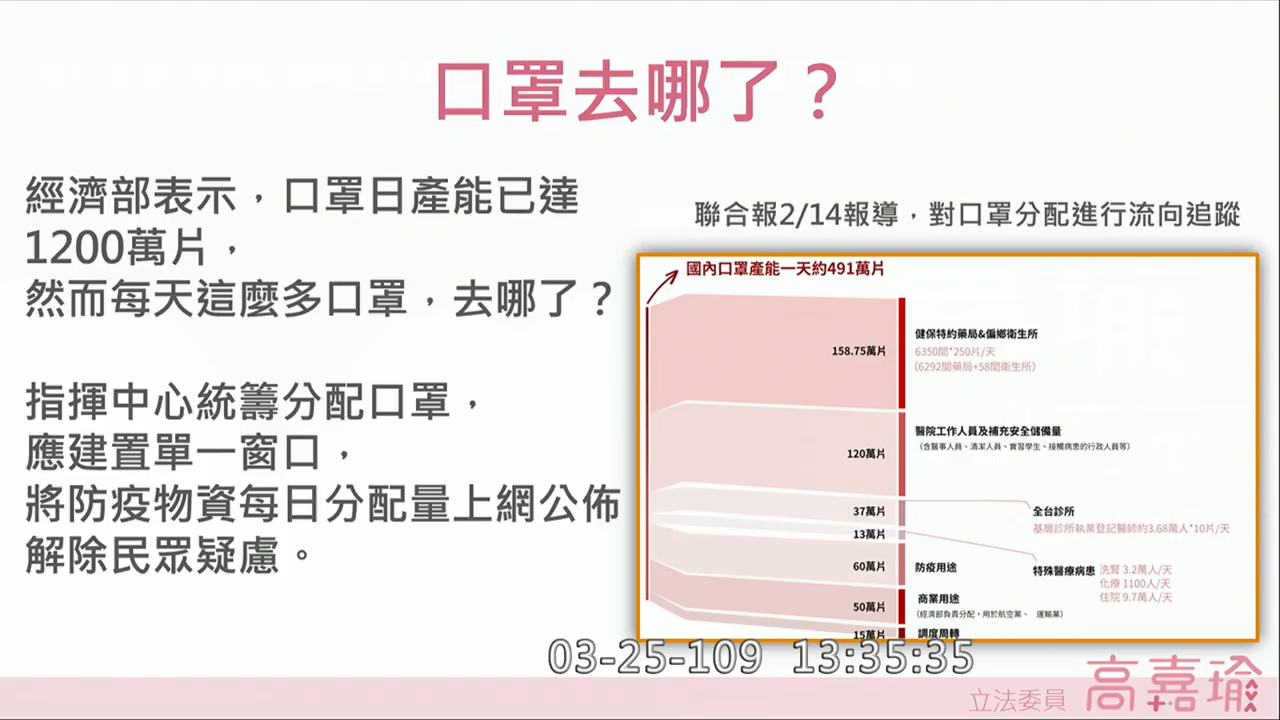 口罩去哪了？
經濟部表示，口罩日產能已達
1200萬片，
然而每天這麼多口罩，去哪了？
指揮中心統籌分配口罩，
應建置單一窗口，
將防疫物資每日分配量上網公佈
解除民眾疑慮。
聯合報2/14報導，對口罩分配進行流向追蹤
國內口罩產能一天約491萬片
158.75萬片
健保特約藥局&偏鄉衛生所
6350間*250片/天
(6292間藥局+58間衛生所)
120萬片
醫院工作人員及補充安全儲備量
(含醫事人員、清潔人員、實習學生、接觸病患的行政人員等)
37萬片
全台診所
基層診所執業登記醫師約3.68萬人*10片/天
13萬片
特殊醫療病患
洗腎 3.2萬人/天
化療 1100人/天
住院 9.7萬人/天
60萬片
防疫用途
50萬片
商業用途
(經濟部負責分配，用於航空業、 運輸業)
15萬片
調度周轉
03-25-109 13:35:35
立法委員 高嘉瑜